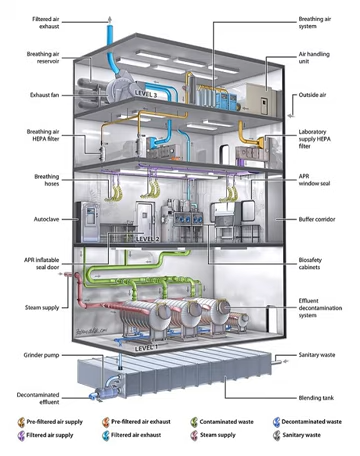 Filtered air
exhaust
Breathing air
system
Breathing air
reservoir
Air handling
unit
LEVEL 3
Exhaust fan
Outside air
Breathing air
HEPA filter
Laboratory
supply HEPA
filter
Breathing
hoses
APR
window seal
Autoclave
Buffer corridor
LEVEL 2
APR inflatable
seal door
Biosafety
cabinets
Steam supply
Effluent
decontamination
system
LEVEL 1
Grinder pump
Sanitary waste
Decontaminated
effluent
Blending tank
Pre-filtered air supply
Pre-filtered air exhaust
Contaminated waste
Decontaminated waste
Filtered air supply
Filtered air exhaust
Steam supply
Sanitary waste